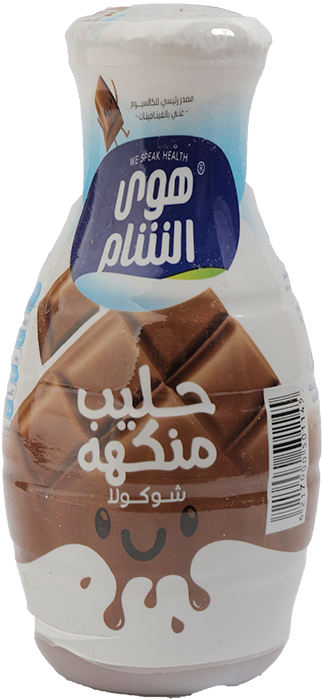 مصدر رئيسي للكالسيوم
- غني بالفيتامينات -
WE SPEAK HEALTH
هوى ®
الشام
حليب
منكهة
شوكولا